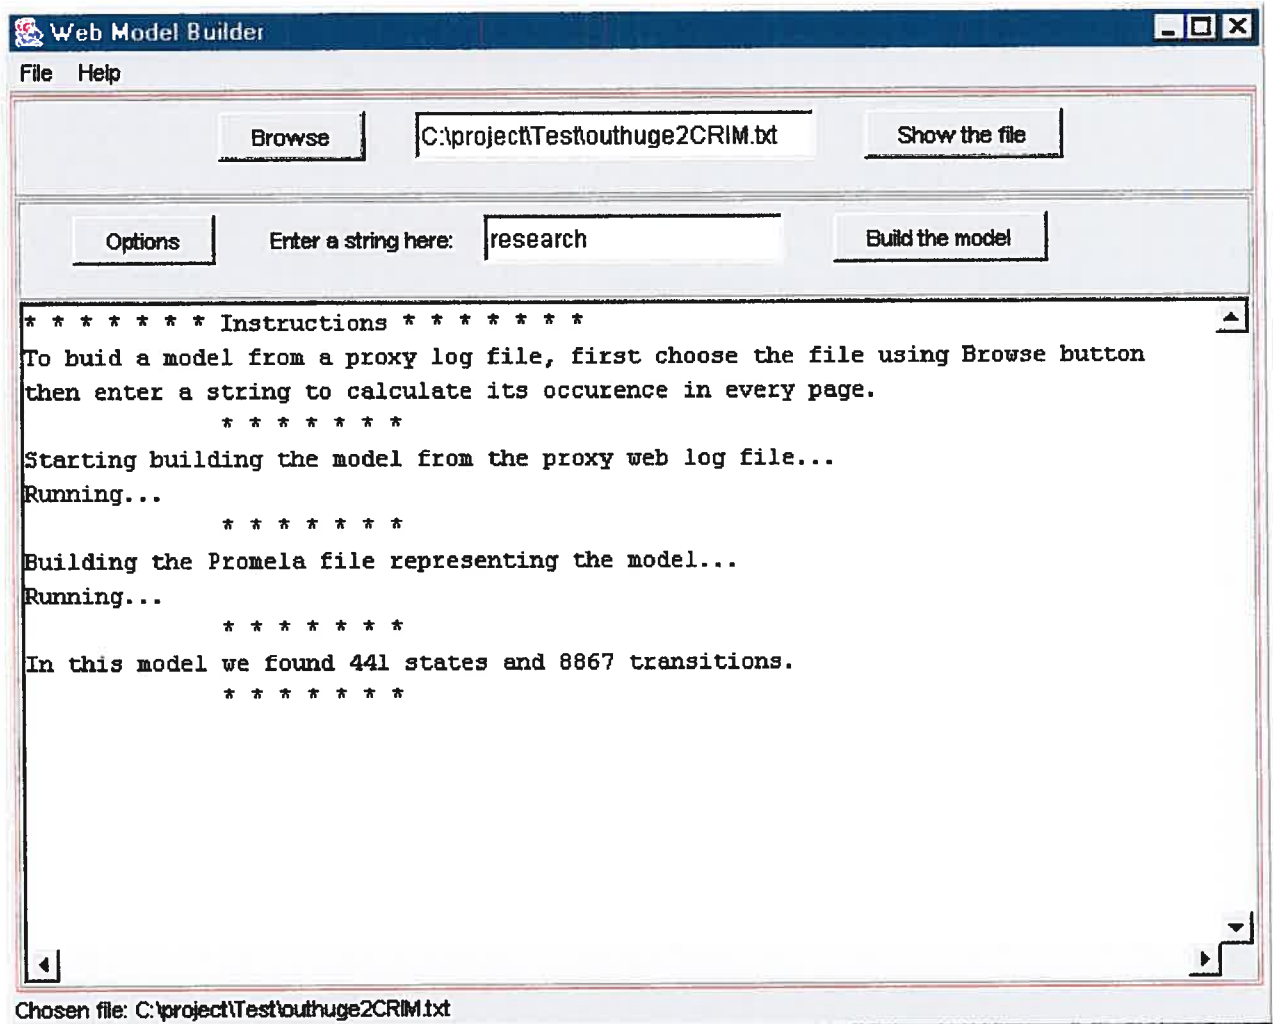 Web Model Builder
File Help
Browse C:\project\Test\outhuge2CRIM.txt Show the file
Options Enter a string here: research Build the model
* * * * * * * Instructions * * * * * * *
To buid a model from a proxy log file, first choose the file using Browse button
then enter a string to calculate its occurence in every page.
* * * * * * *
Starting building the model from the proxy web log file...
Running...
* * * * * * *
Building the Promela file representing the model...
Running...
* * * * * * *
In this model we found 441 states and 8867 transitions.
* * * * * * *
Chosen file: C:\project\Test\outhuge2CRIM.txt